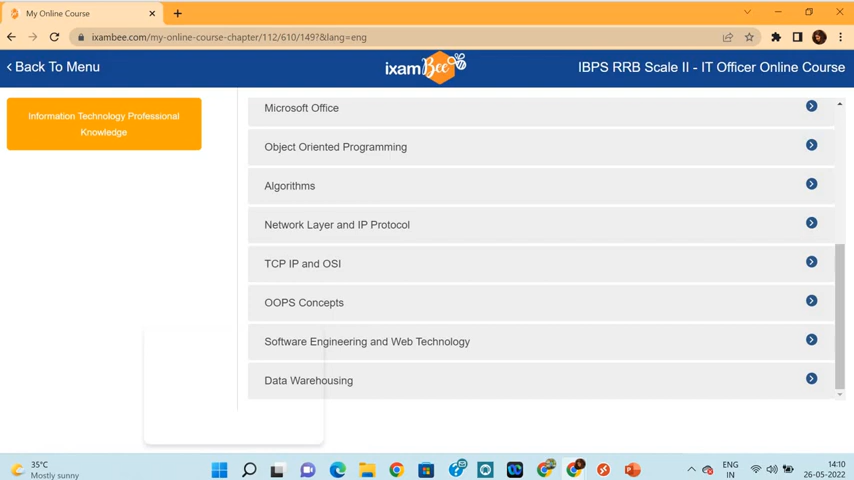 My Online Course
ixambee.com/my-online-course-chapter/112/610/149?&lang=eng
Back To Menu
ixamBee
IBPS RRB Scale II - IT Officer Online Course
Information Technology Professional
Knowledge
Microsoft Office
Object Oriented Programming
Algorithms
Network Layer and IP Protocol
TCP IP and OSI
OOPS Concepts
Software Engineering and Web Technology
Data Warehousing
35°C
Mostly sunny
ENG
IN
14:10
26-05-2022